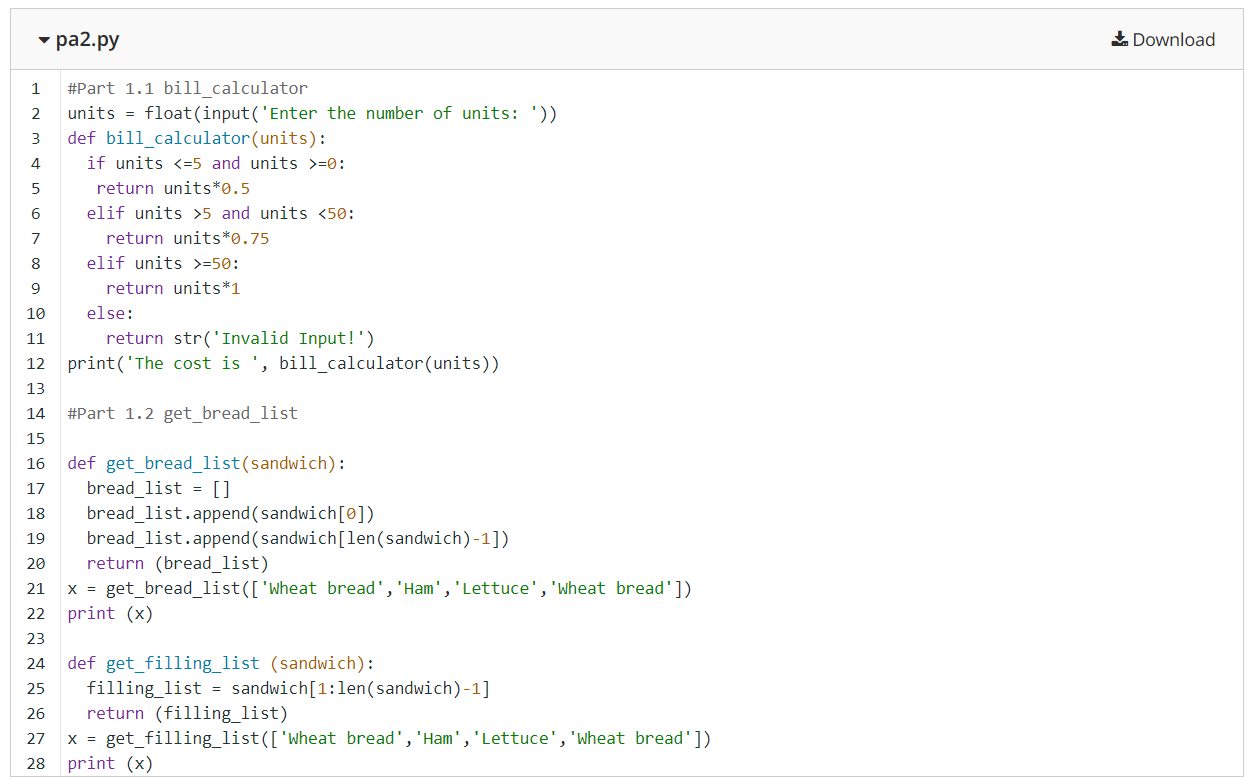 pa2.py
Download
1 #Part 1.1 bill_calculator
2 units = float(input('Enter the number of units: '))
3 def bill_calculator(units):
4   if units <=5 and units >=0:
5    return units*0.5
6   elif units >5 and units <50:
7     return units*0.75
8   elif units >=50:
9     return units*1
10   else:
11     return str('Invalid Input!')
12 print('The cost is ', bill_calculator(units))
13
14 #Part 1.2 get_bread_list
15
16 def get_bread_list(sandwich):
17   bread_list = []
18   bread_list.append(sandwich[0])
19   bread_list.append(sandwich[len(sandwich)-1])
20   return (bread_list)
21 x = get_bread_list(['Wheat bread','Ham','Lettuce','Wheat bread'])
22 print (x)
23
24 def get_filling_list (sandwich):
25   filling_list = sandwich[1:len(sandwich)-1]
26   return (filling_list)
27 x = get_filling_list(['Wheat bread','Ham','Lettuce','Wheat bread'])
28 print (x)